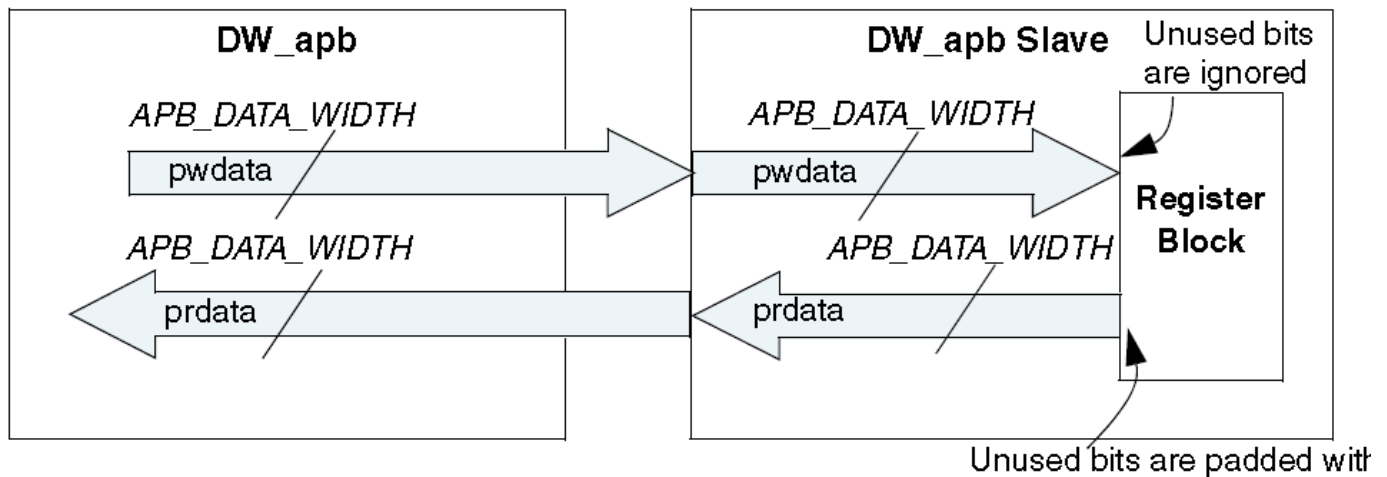 DW_apb
DW_apb Slave
Unused bits
are ignored
APB_DATA_WIDTH
APB_DATA_WIDTH
pwdata
pwdata
Register
Block
APB_DATA_WIDTH
APB_DATA_WIDTH
prdata
prdata
Unused bits are padded with